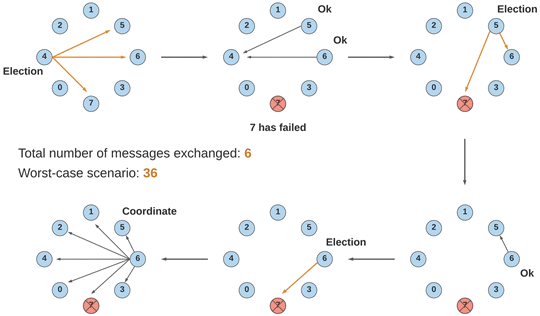 1
2 5
4 6
Election
0 3
7
1 Ok
2 5
Ok
4 6
0 3
7
7 has failed
1 Election
2 5
4 6
0 3
7
Total number of messages exchanged: 6
Worst-case scenario: 36
1 Coordinate
2 5
4 6
0 3
7
1
2 5
Election
4 6
0 3
7
1
2 5
4 6
Ok
0 3
7